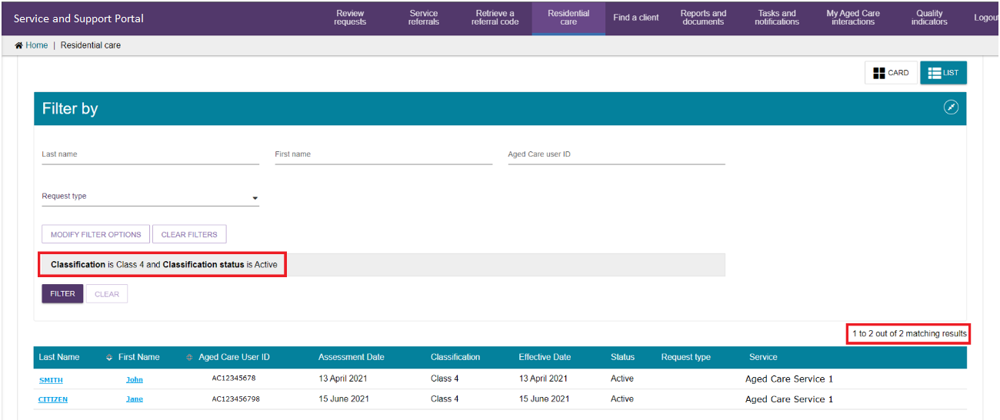 Service and Support Portal
Review requests
Service referrals
Retrieve a referral code
Residential care
Find a client
Reports and documents
Tasks and notifications
My Aged Care interactions
Quality indicators
Logout
Home | Residential care
CARD LIST
Filter by
Last name First name Aged Care user ID
Request type
MODIFY FILTER OPTIONS CLEAR FILTERS
Classification is Class 4 and Classification status is Active
FILTER CLEAR
1 to 2 out of 2 matching results
Last Name First Name Aged Care User ID Assessment Date Classification Effective Date Status Request type Service
SMITH John AC12345678 13 April 2021 Class 4 13 April 2021 Active Aged Care Service 1
CITIZEN Jane AC123456798 15 June 2021 Class 4 15 June 2021 Active Aged Care Service 1